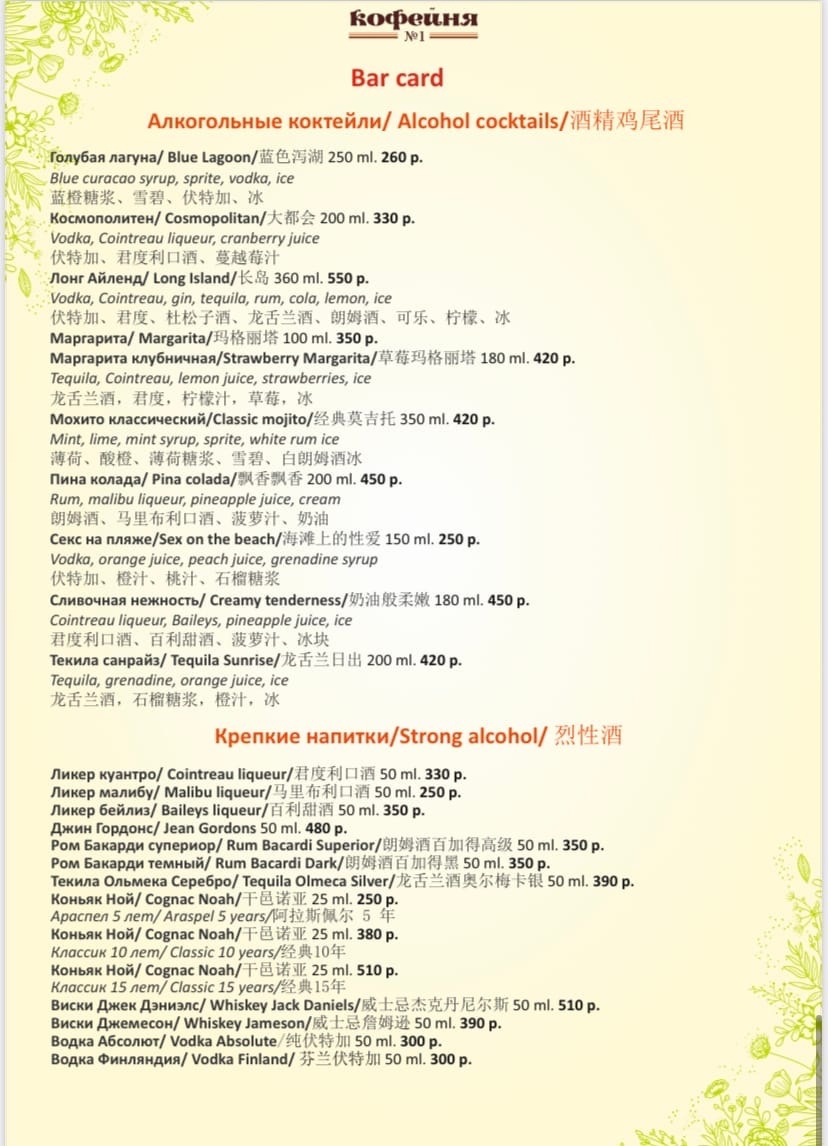 кофейня
№1
Bar card
Алкогольные коктейли/ Alcohol cocktails/酒精鸡尾酒
Голубая лагуна/ Blue Lagoon/蓝色泻湖 250 ml. 260 р.
Blue curacao syrup, sprite, vodka, ice
蓝橙糖浆、雪碧、伏特加、冰
Космополитен/ Cosmopolitan/大都会 200 ml. 330 р.
Vodka, Cointreau liqueur, cranberry juice
伏特加、君度利口酒、蔓越莓汁
Лонг Айленд/ Long Island/长岛 360 ml. 550 р.
Vodka, Cointreau, gin, tequila, rum, cola, lemon, ice
伏特加、君度、杜松子酒、龙舌兰酒、朗姆酒、可乐、柠檬、冰
Маргарита/ Margarita/玛格丽塔 100 ml. 350 р.
Маргарита клубничная/Strawberry Margarita/草莓玛格丽塔 180 ml. 420 р.
Tequila, Cointreau, lemon juice, strawberries, ice
龙舌兰酒，君度，柠檬汁，草莓，冰
Мохито классический/Classic mojito/经典莫吉托 350 ml. 420 р.
Mint, lime, mint syrup, sprite, white rum ice
薄荷、酸橙、薄荷糖浆、雪碧、白朗姆酒冰
Пина колада/ Pina colada/飘香飘香 200 ml. 450 р.
Rum, malibu liqueur, pineapple juice, cream
朗姆酒、马里布利口酒、菠萝汁、奶油
Секс на пляже/Sex on the beach/海滩上的性爱 150 ml. 250 р.
Vodka, orange juice, peach juice, grenadine syrup
伏特加、橙汁、桃汁、石榴糖浆
Сливочная нежность/ Creamy tenderness/奶油般柔嫩 180 ml. 450 р.
Cointreau liqueur, Baileys, pineapple juice, ice
君度利口酒、百利甜酒、菠萝汁、冰块
Текила санрайз/ Tequila Sunrise/龙舌兰日出 200 ml. 420 р.
Tequila, grenadine, orange juice, ice
龙舌兰酒，石榴糖浆，橙汁，冰
Крепкие напитки/Strong alcohol/ 烈性酒
Ликер куантро/ Cointreau liqueur/君度利口酒 50 ml. 330 р.
Ликер малибу/ Malibu liqueur/马里布利口酒 50 ml. 250 р.
Ликер бейлиз/ Baileys liqueur/百利甜酒 50 ml. 350 р.
Джин Гордонс/ Jean Gordons 50 ml. 480 р.
Ром Бакарди супериор/ Rum Bacardi Superior/朗姆酒百加得高级 50 ml. 350 р.
Ром Бакарди темный/ Rum Bacardi Dark/朗姆酒百加得黑 50 ml. 350 р.
Текила Ольмека Серебро/ Tequila Olmeca Silver/龙舌兰酒奥尔梅卡银 50 ml. 390 р.
Коньяк Ной/ Cognac Noah/干邑诺亚 25 ml. 250 р.
Араспел 5 лет/ Araspel 5 years/阿拉斯佩尔 5 年
Коньяк Ной/ Cognac Noah/干邑诺亚 25 ml. 380 р.
Классик 10 лет/ Classic 10 years/经典10年
Коньяк Ной/ Cognac Noah/干邑诺亚 25 ml. 510 р.
Классик 15 лет/ Classic 15 years/经典15年
Виски Джек Дэниэлс/ Whiskey Jack Daniels/威士忌杰克丹尼尔斯 50 ml. 510 р.
Виски Джемесон/ Whiskey Jameson/威士忌詹姆逊 50 ml. 390 р.
Водка Абсолют/ Vodka Absolute/纯伏特加 50 ml. 300 р.
Водка Финляндия/ Vodka Finland/ 芬兰伏特加 50 ml. 300 р.